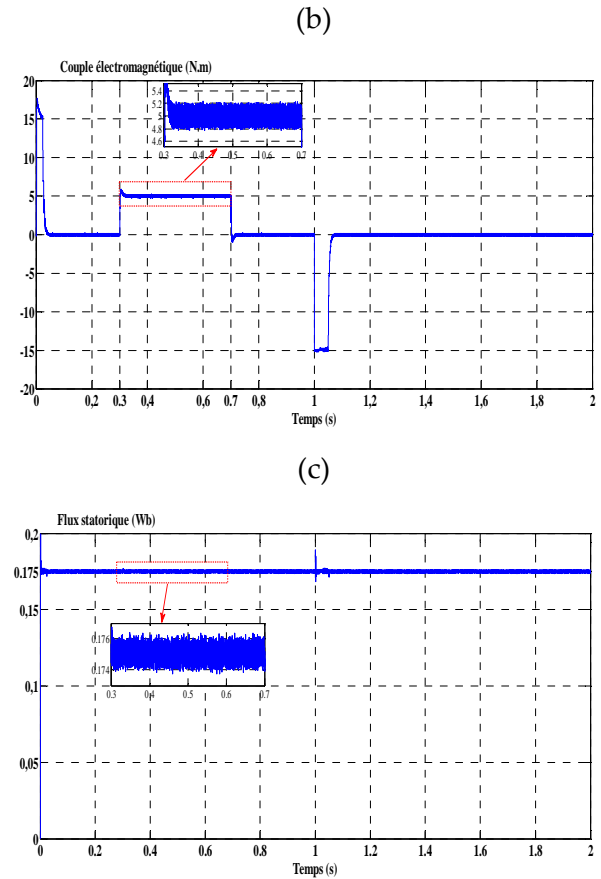 (b)
Couple électromagnétique (N.m)
20
15
10
5
0
-5
-10
-15
-20
5.4
5.2
5
4.8
4.6
0.3 0.4 0.5 0.6 0.7
0 0,2 0.3 0,4 0.6 0.7 0,8 1 1,2 1.4 1.6 1.8 2
Temps (s)
(c)
Flux statorique (Wb)
0,2
0.175
0,15
0,1
0,05
0
0.176
0.174
0.3 0.4 0.5 0.6 0.7
0 0.2 0.4 0.6 0.8 1 1.2 1.4 1.6 1.8 2
Temps (s)